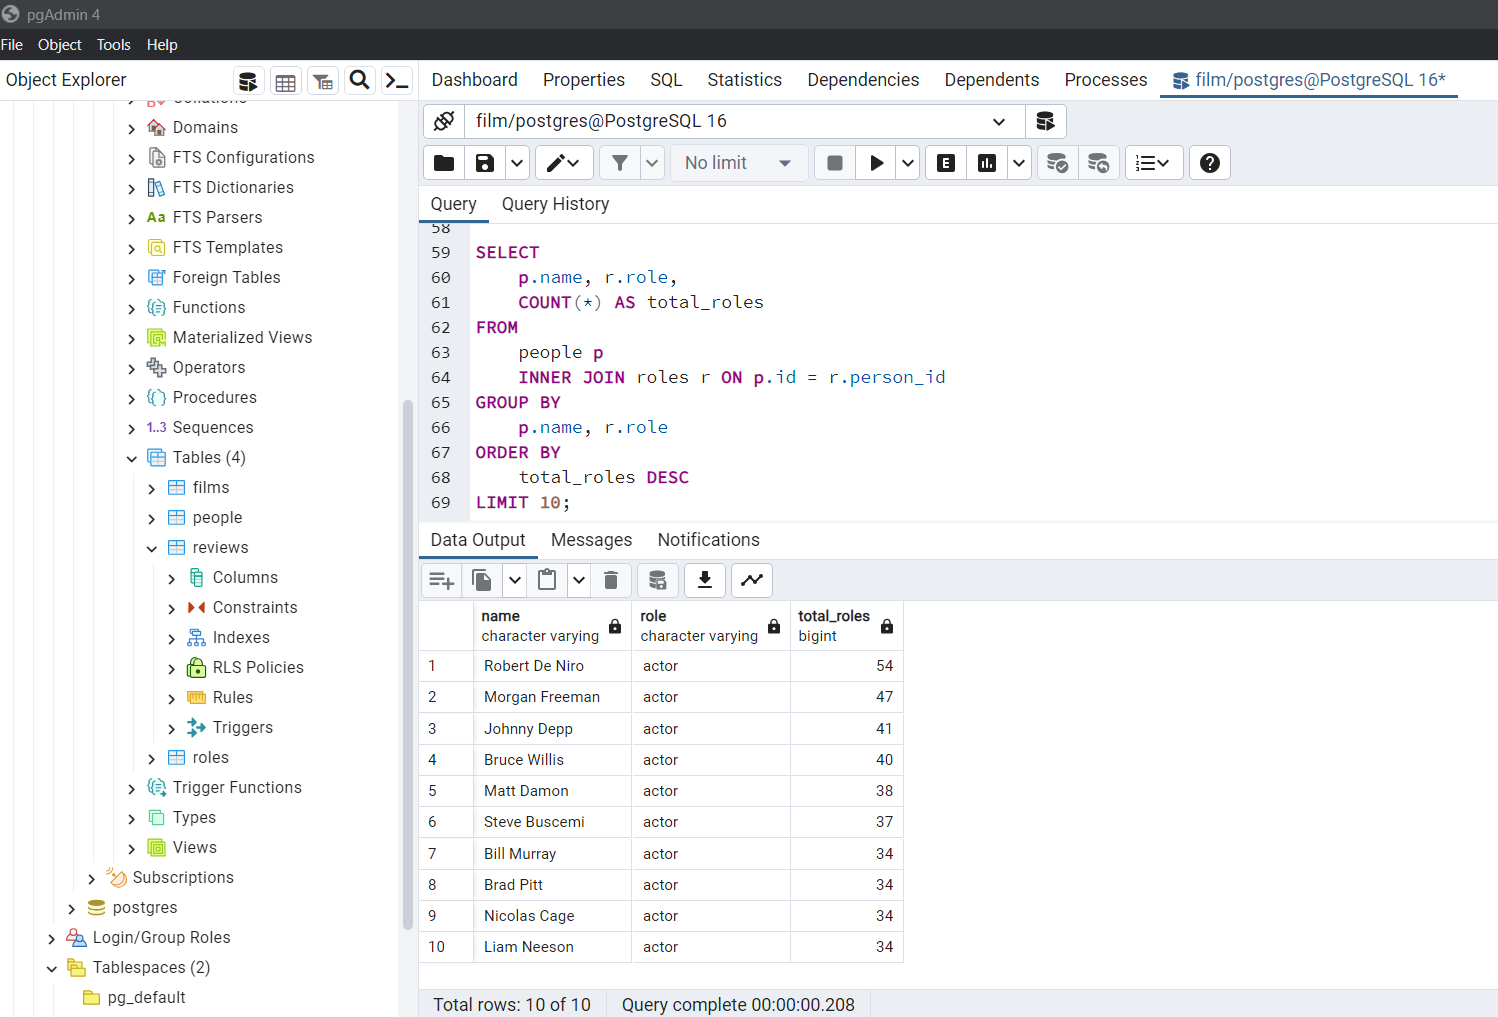 pgAdmin 4
File Object Tools Help
Object Explorer
Collations
Domains
FTS Configurations
FTS Dictionaries
Aa FTS Parsers
FTS Templates
Foreign Tables
Functions
Materialized Views
Operators
Procedures
1..3 Sequences
Tables (4)
films
people
reviews
Columns
Constraints
Indexes
RLS Policies
Rules
Triggers
roles
Trigger Functions
Types
Views
Subscriptions
postgres
Login/Group Roles
Tablespaces (2)
pg_default
Dashboard Properties SQL Statistics Dependencies Dependents Processes film/postgres@PostgreSQL 16*
film/postgres@PostgreSQL 16
No limit E
Query Query History
58
59 SELECT
60 p.name, r.role,
61 COUNT(*) AS total_roles
62 FROM
63 people p
64 INNER JOIN roles r ON p.id = r.person_id
65 GROUP BY
66 p.name, r.role
67 ORDER BY
68 total_roles DESC
69 LIMIT 10;
Data Output Messages Notifications
name role total_roles
character varying character varying bigint
1 Robert De Niro actor 54
2 Morgan Freeman actor 47
3 Johnny Depp actor 41
4 Bruce Willis actor 40
5 Matt Damon actor 38
6 Steve Buscemi actor 37
7 Bill Murray actor 34
8 Brad Pitt actor 34
9 Nicolas Cage actor 34
10 Liam Neeson actor 34
Total rows: 10 of 10 Query complete 00:00:00.208